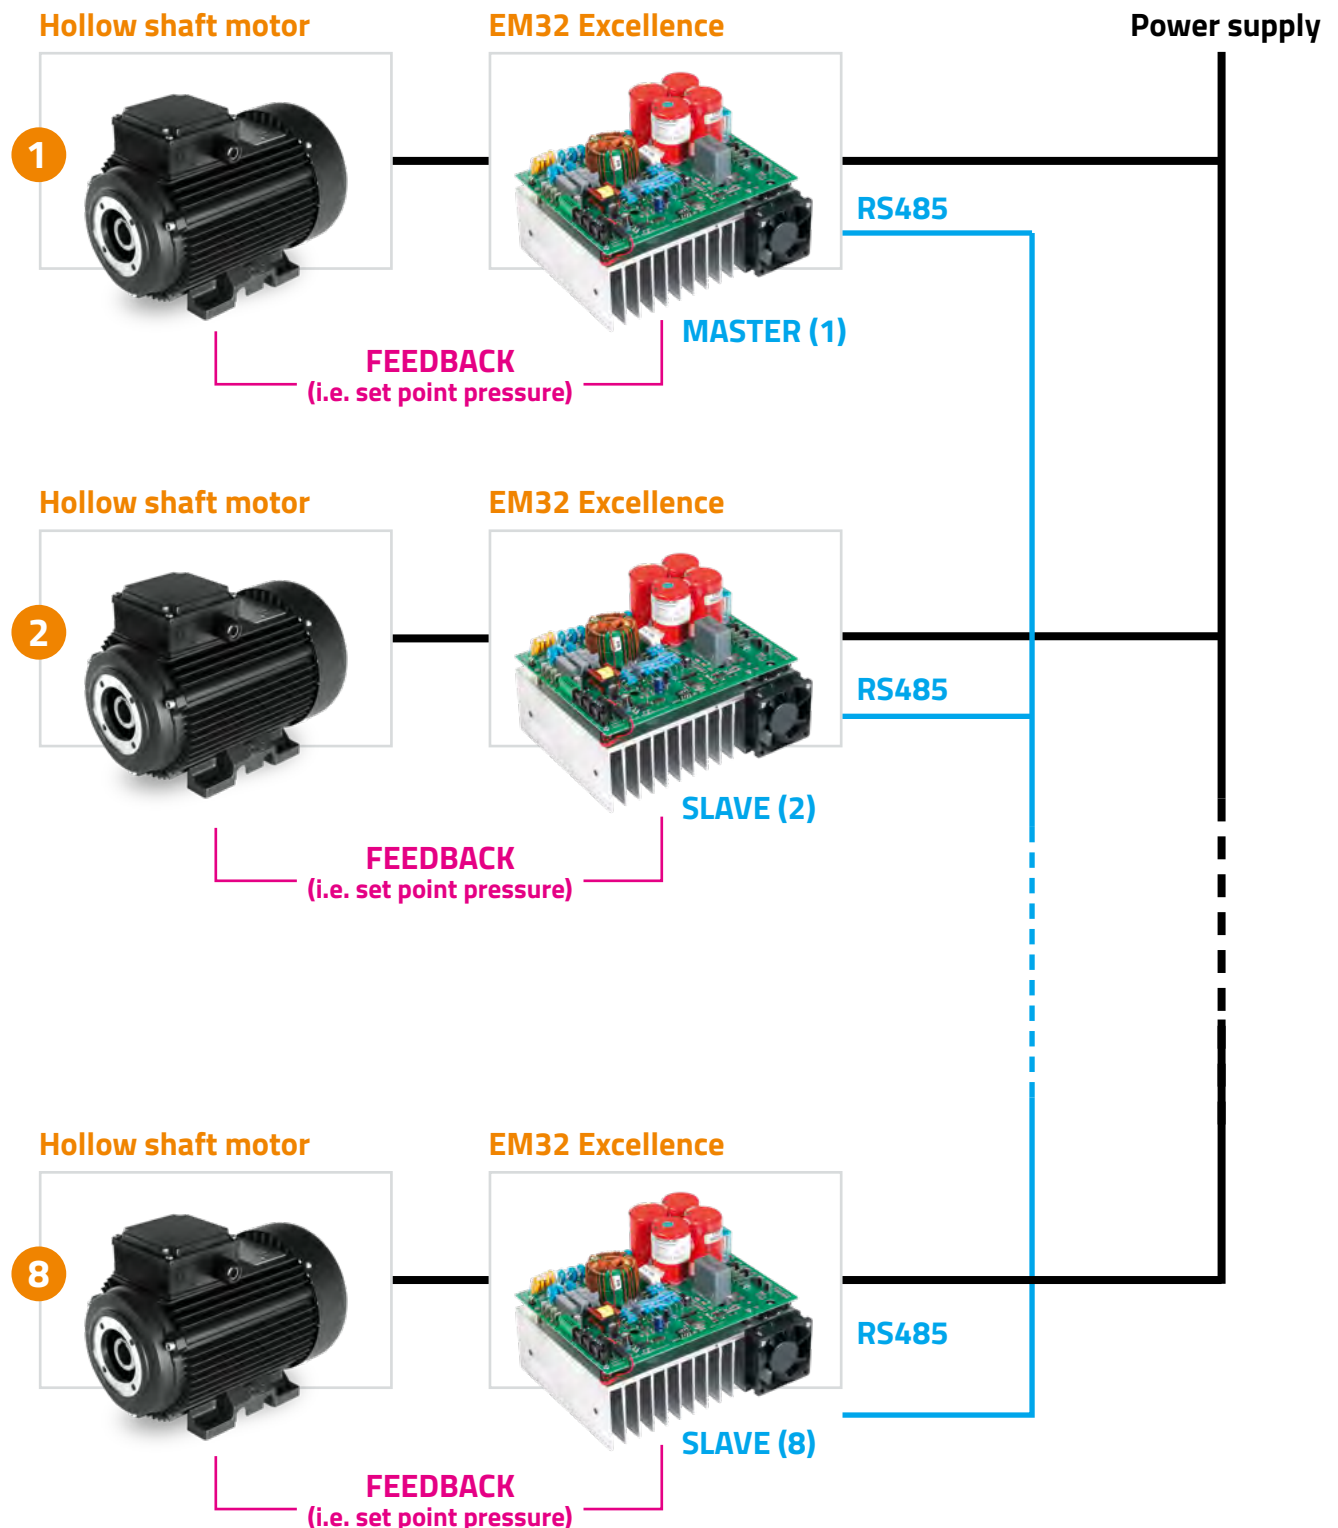 Hollow shaft motor
EM32 Excellence
Power supply
1
RS485
MASTER (1)
FEEDBACK
(i.e. set point pressure)
Hollow shaft motor
EM32 Excellence
2
RS485
SLAVE (2)
FEEDBACK
(i.e. set point pressure)
Hollow shaft motor
EM32 Excellence
8
RS485
SLAVE (8)
FEEDBACK
(i.e. set point pressure)